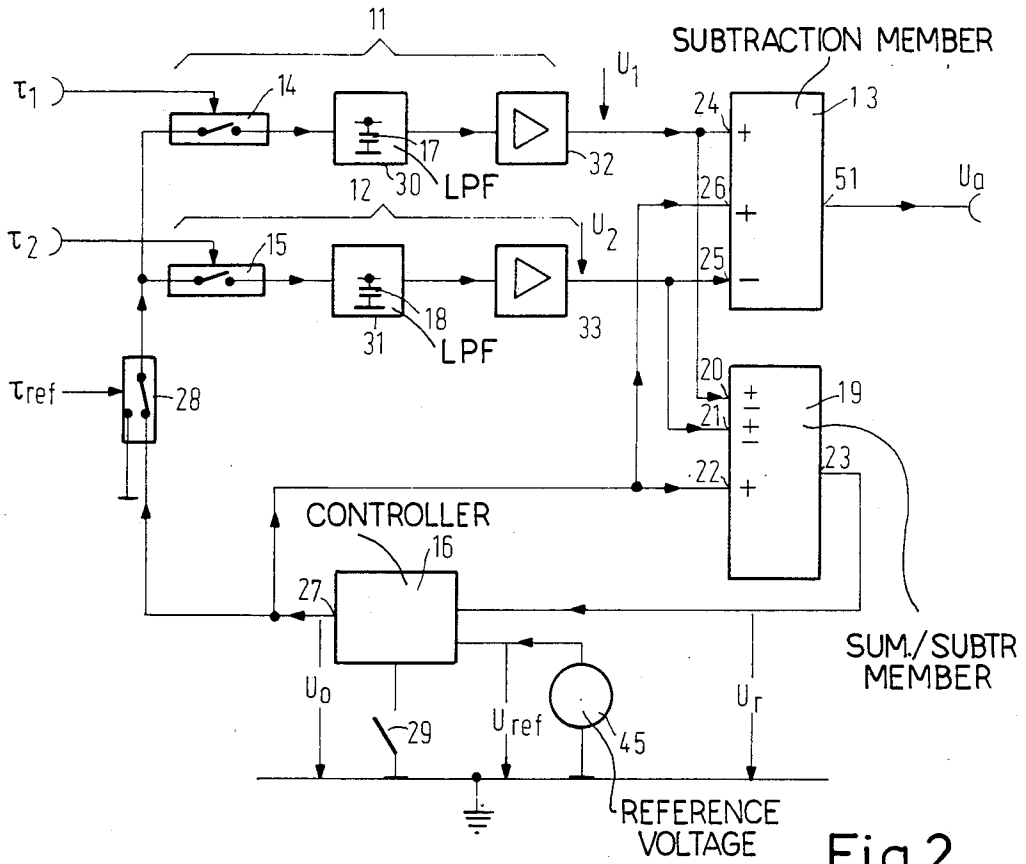 11
SUBTRACTION MEMBER
τ1
14
U1
24
+
13
17
30
LPF
32
26
+
51
Ua
12
τ2
15
U2
25
−
18
31
LPF
33
τref
28
20
+
−
19
21
+
−
22
+
23
CONTROLLER
16
27
SUM./SUBTR
MEMBER
Uo
29
Uref
45
Ur
REFERENCE
VOLTAGE
Fig.2